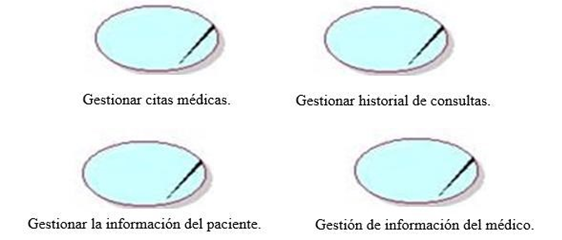 Gestionar citas médicas.
Gestionar historial de consultas.
Gestionar la información del paciente.
Gestión de información del médico.